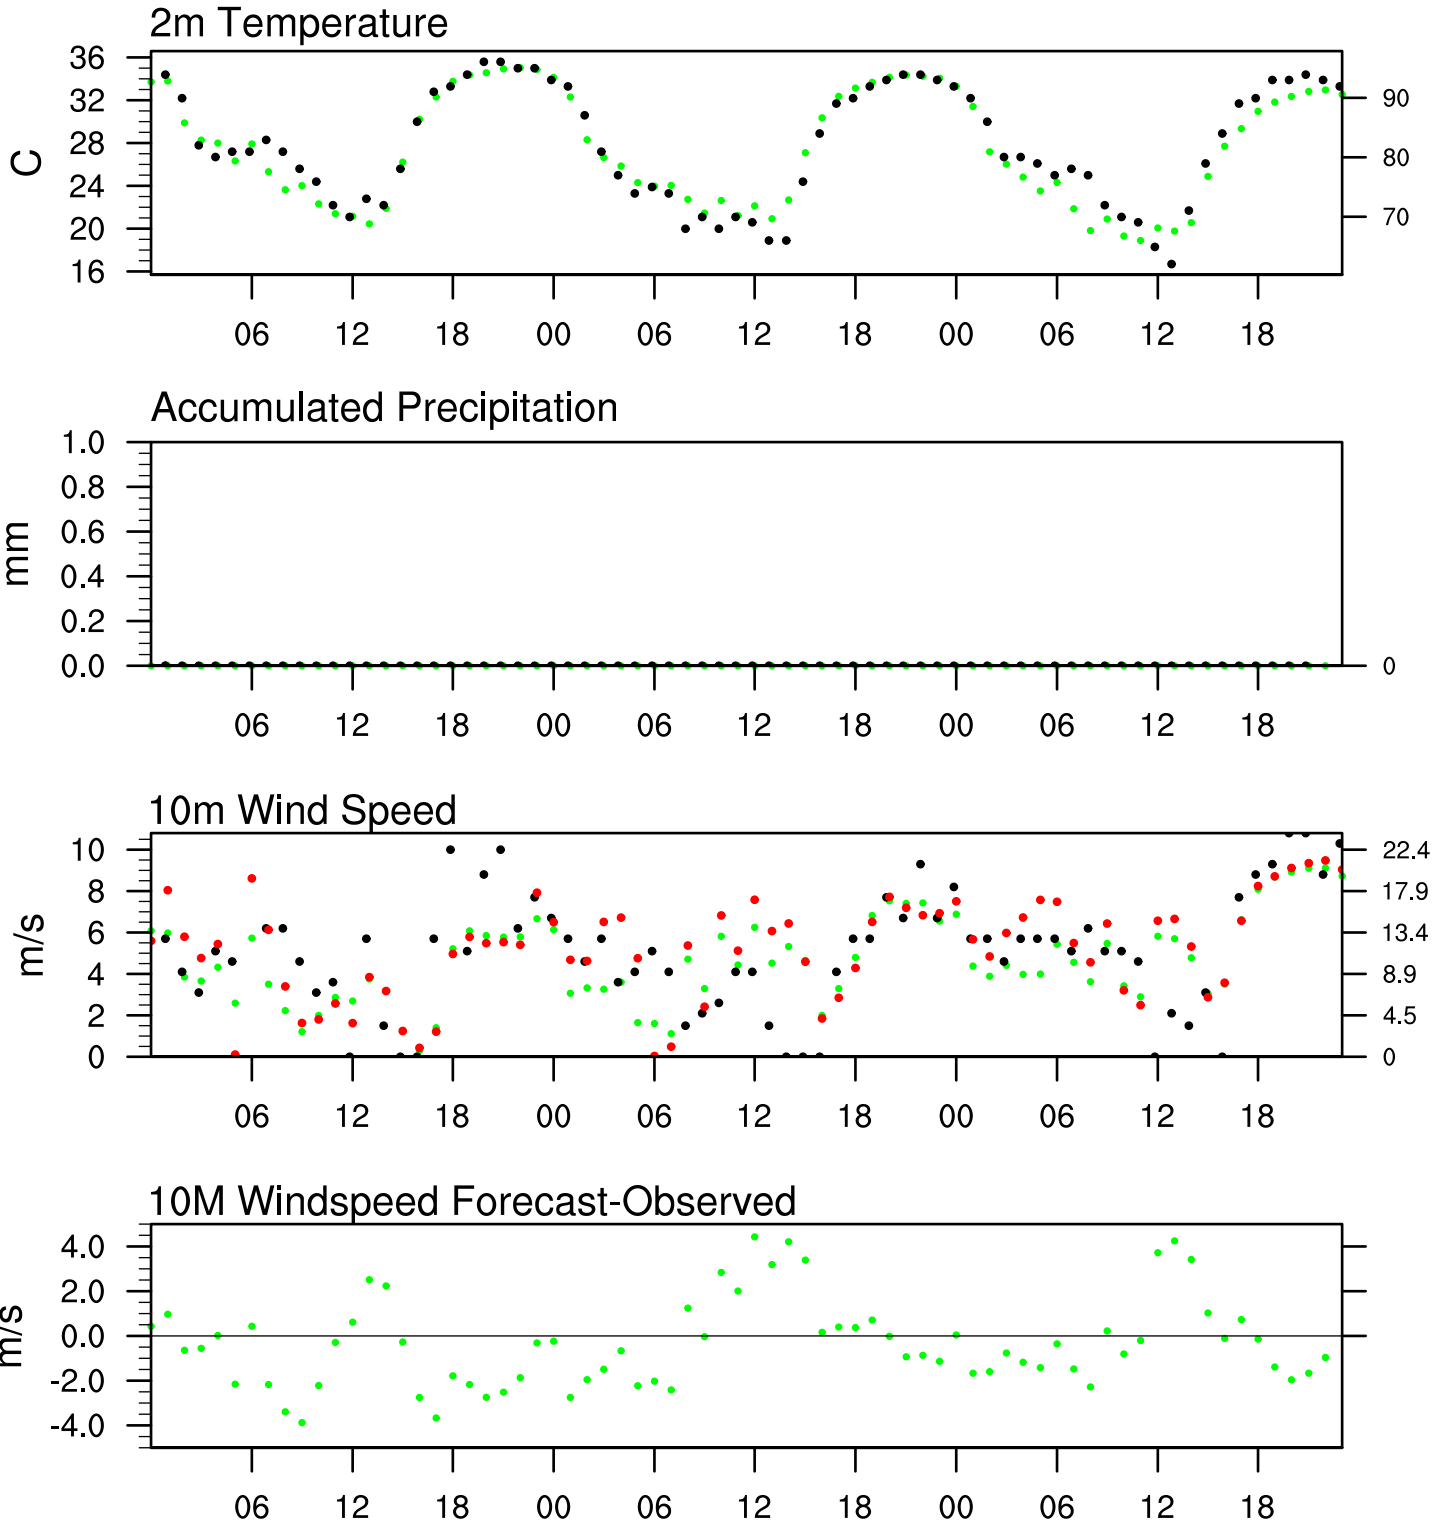 2m Temperature
36
32
28
24
20
16
C
90
80
70
06 12 18 00 06 12 18 00 06 12 18
Accumulated Precipitation
1.0
0.8
0.6
0.4
0.2
0.0
mm
0
06 12 18 00 06 12 18 00 06 12 18
10m Wind Speed
10
8
6
4
2
0
m/s
22.4
17.9
13.4
8.9
4.5
0
06 12 18 00 06 12 18 00 06 12 18
10M Windspeed Forecast-Observed
4.0
2.0
0.0
-2.0
-4.0
m/s
06 12 18 00 06 12 18 00 06 12 18